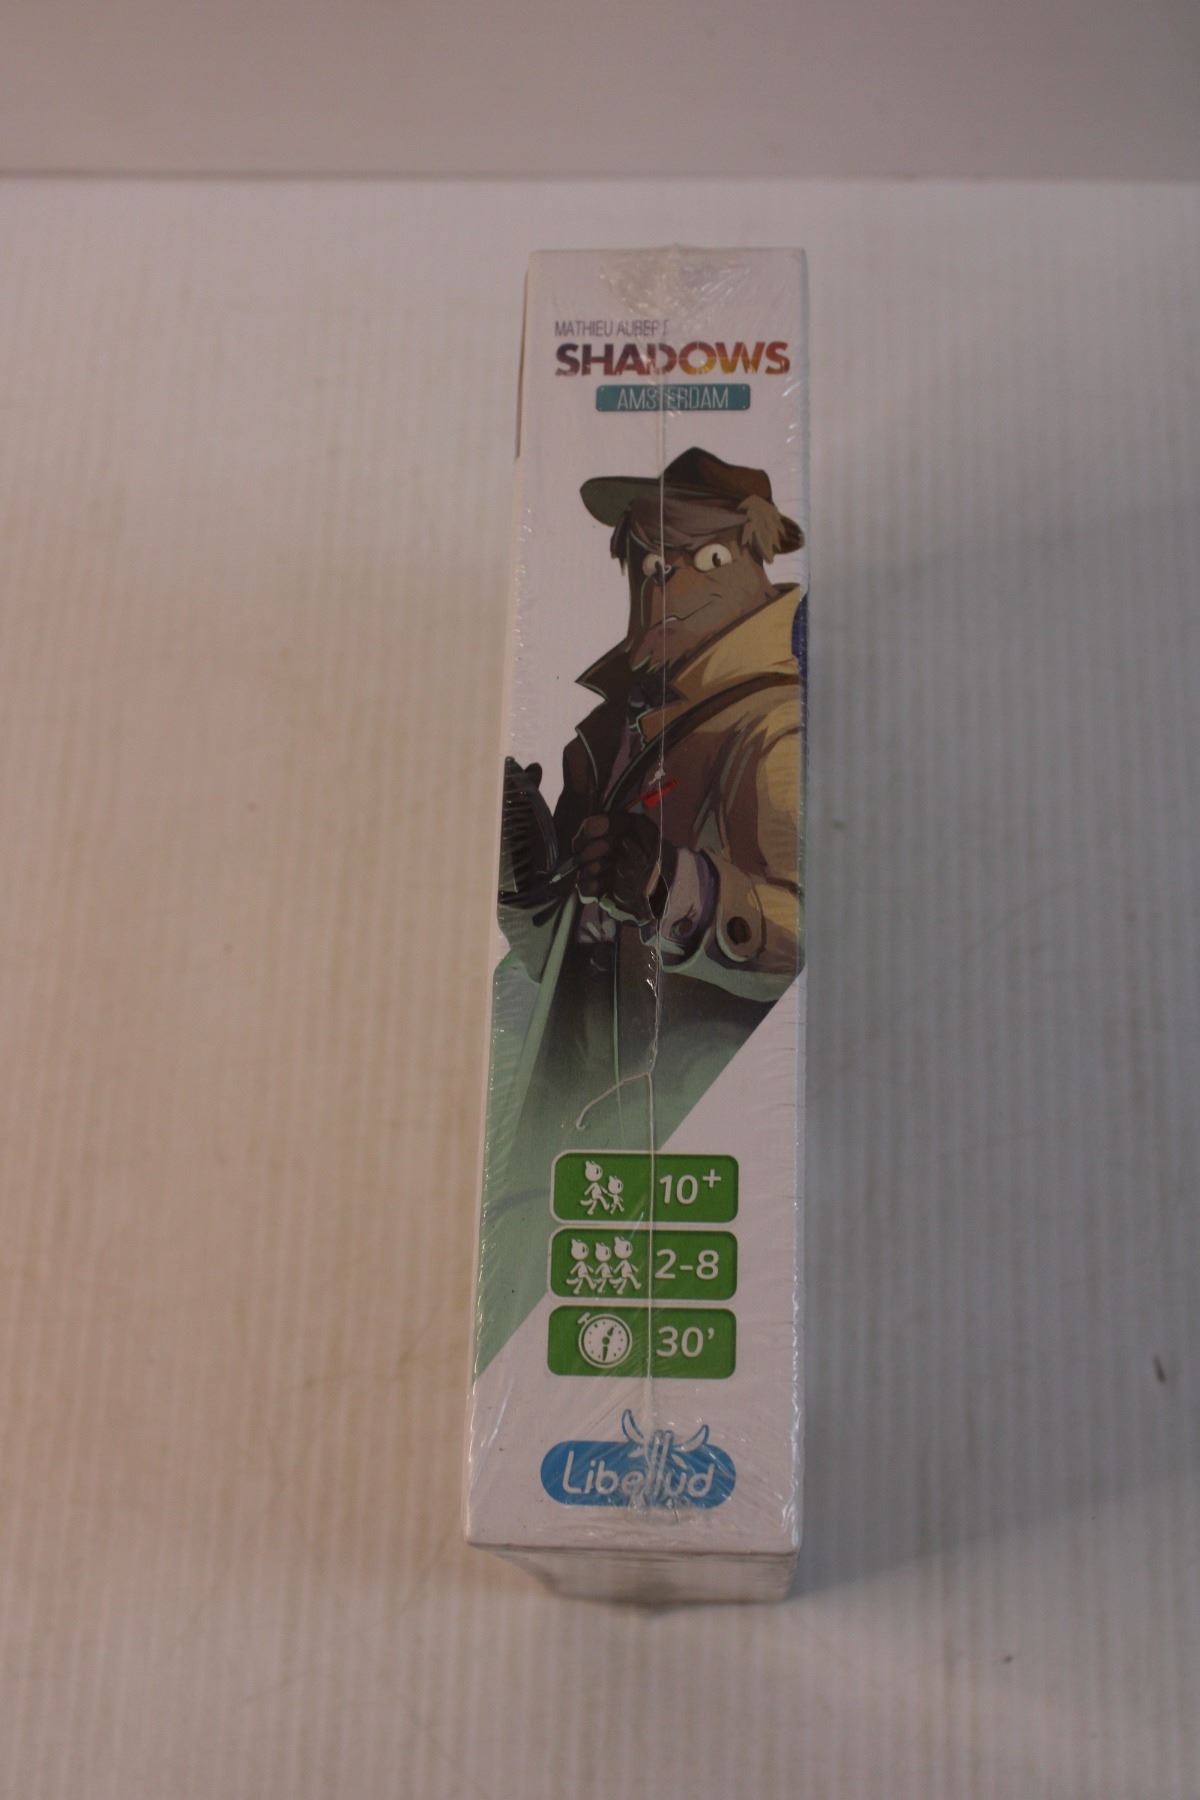 MATHIEU AUBERT
SHADOWS
AMSTERDAM
10+
2-8
30’
Libellud